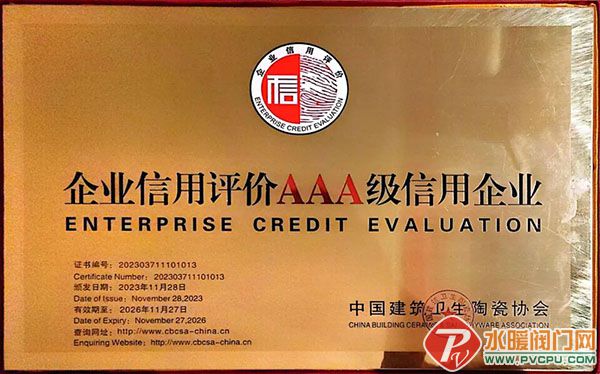 企业信用评价
信
ENTERPRISE CREDIT EVALUATION
企业信用评价AAA级信用企业
ENTERPRISE CREDIT EVALUATION
证书编号：202303711101013
Certificate Number：202303711101013
颁发日期：2023年11月28日
Date of Issue：November 28,2023
有效期至：2026年11月27日
Date of Expiry：November 27,2026
查询网址：http://www.cbcsa-china.cn
Enquiring Website：http://www.cbcsa-china.cn
中国建筑卫生陶瓷协会
CHINA BUILDING CERAMICS ASSOCIATION
水暖阀门网
WWW.PVCPU.COM